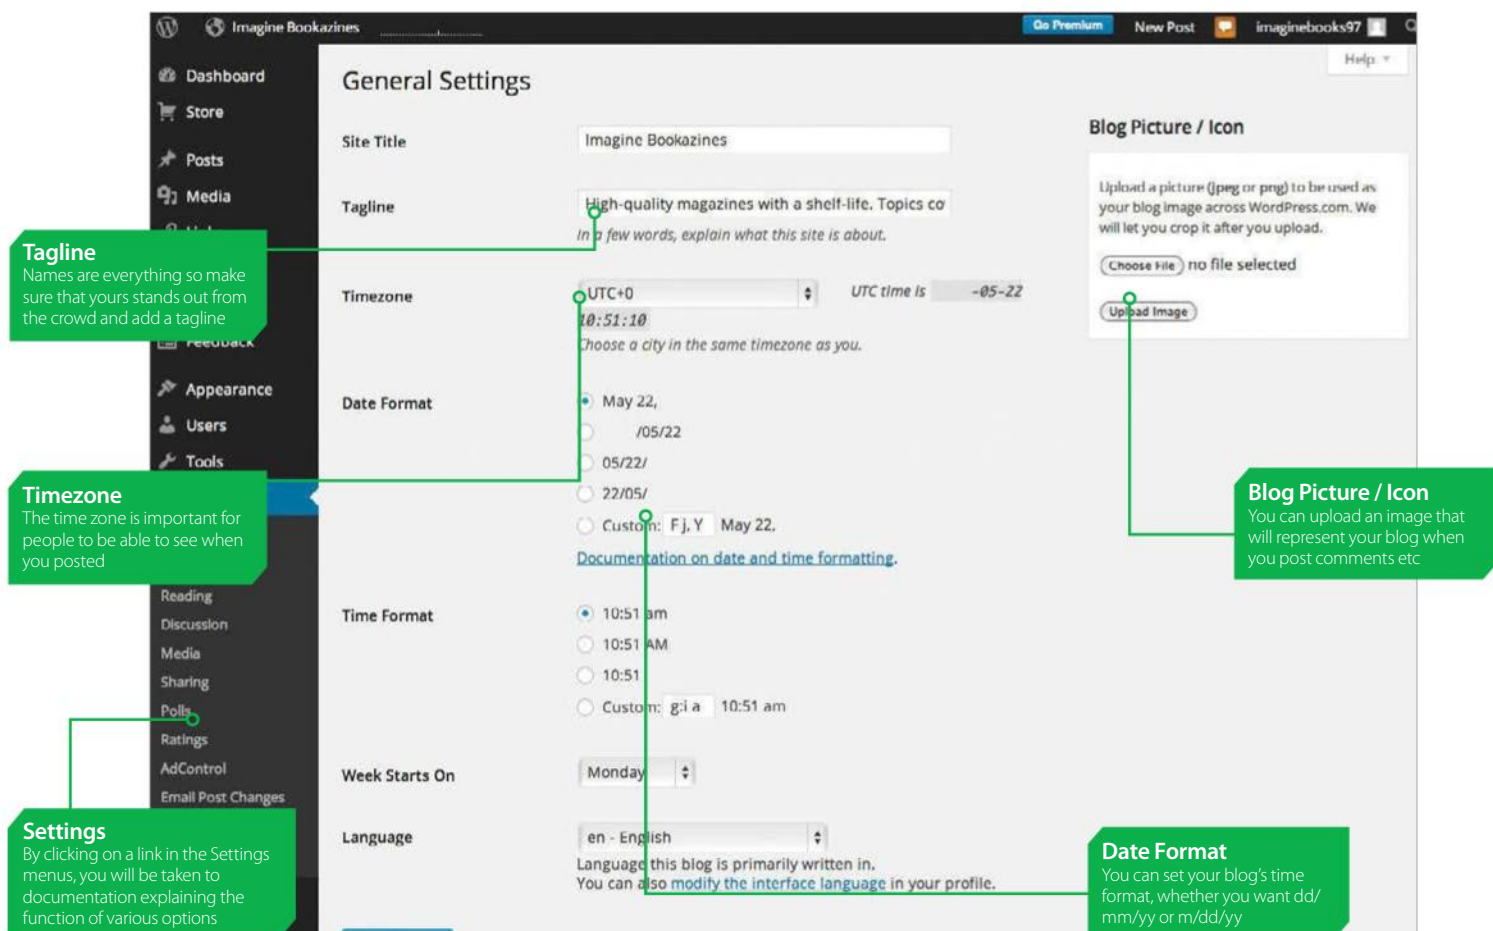 Imagine Bookazines
Go Premium
New Post
imaginebooks97
Help
Dashboard
Store
Posts
Media
Tagline
Names are everything so make
sure that yours stands out from
the crowd and add a tagline
Feedback
Appearance
Users
Tools
Timezone
The time zone is important for
people to be able to see when
you posted
Reading
Discussion
Media
Sharing
Polls
Ratings
AdControl
Email Post Changes
Settings
By clicking on a link in the Settings
menus, you will be taken to
documentation explaining the
function of various options
General Settings
Site Title
Imagine Bookazines
Tagline
High-quality magazines with a shelf-life. Topics co
In a few words, explain what this site is about.
Timezone
UTC+0
UTC time is -05-22
10:51:10
Choose a city in the same timezone as you.
Date Format
May 22,
/05/22
05/22/
22/05/
Custom: F j, Y May 22,
Documentation on date and time formatting.
Time Format
10:51 am
10:51 AM
10:51
Custom: g:i a 10:51 am
Week Starts On
Monday
Language
en - English
Language this blog is primarily written in.
You can also modify the interface language in your profile.
Blog Picture / Icon
Upload a picture (jpeg or png) to be used as
your blog image across WordPress.com. We
will let you crop it after you upload.
Choose File no file selected
Upload Image
Blog Picture / Icon
You can upload an image that
will represent your blog when
you post comments etc
Date Format
You can set your blog's time
format, whether you want dd/
mm/yy or m/dd/yy